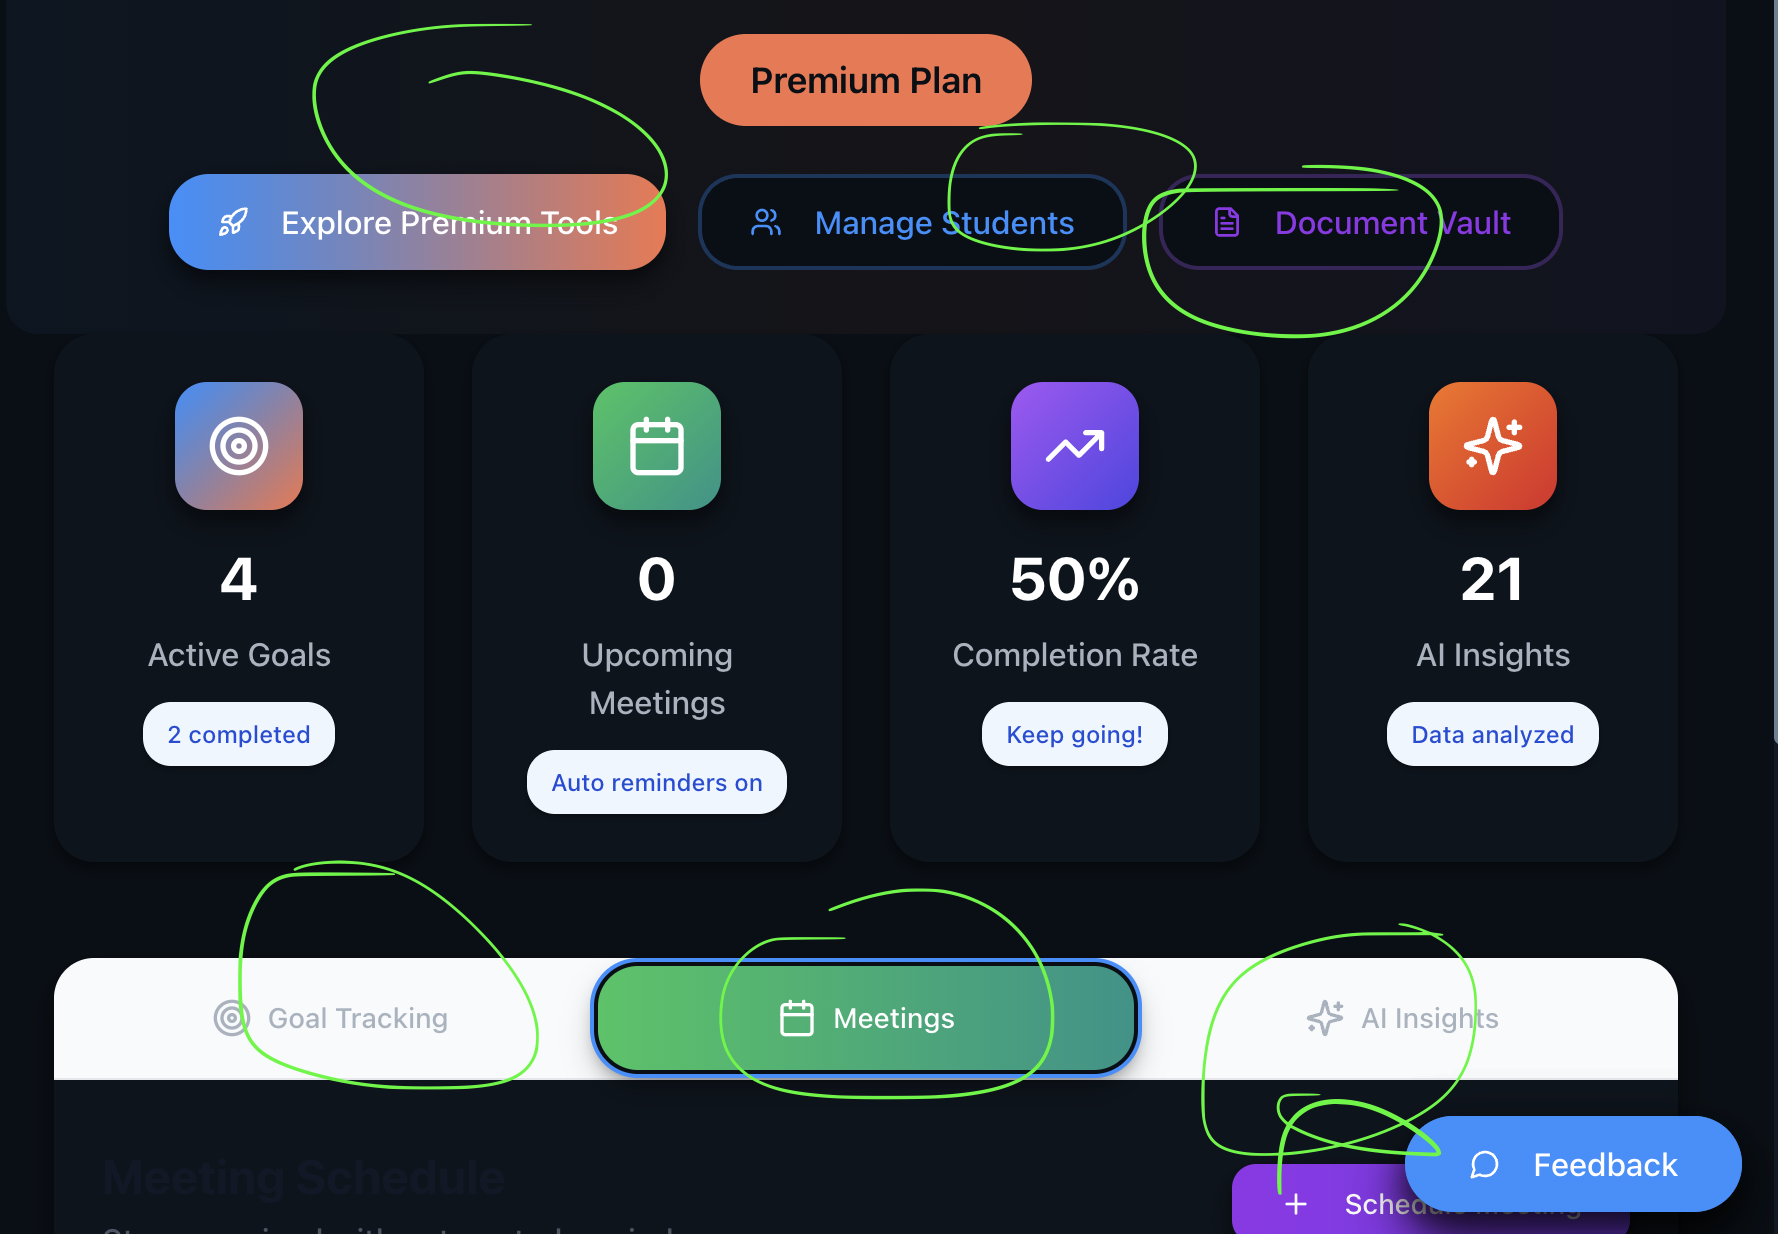 Premium Plan
Explore Premium Tools
Manage Students
Document Vault
4
Active Goals
2 completed
0
Upcoming
Meetings
Auto reminders on
50%
Completion Rate
Keep going!
21
AI Insights
Data analyzed
Goal Tracking
Meetings
AI Insights
Meeting Schedule
Schedule Meeting
Feedback